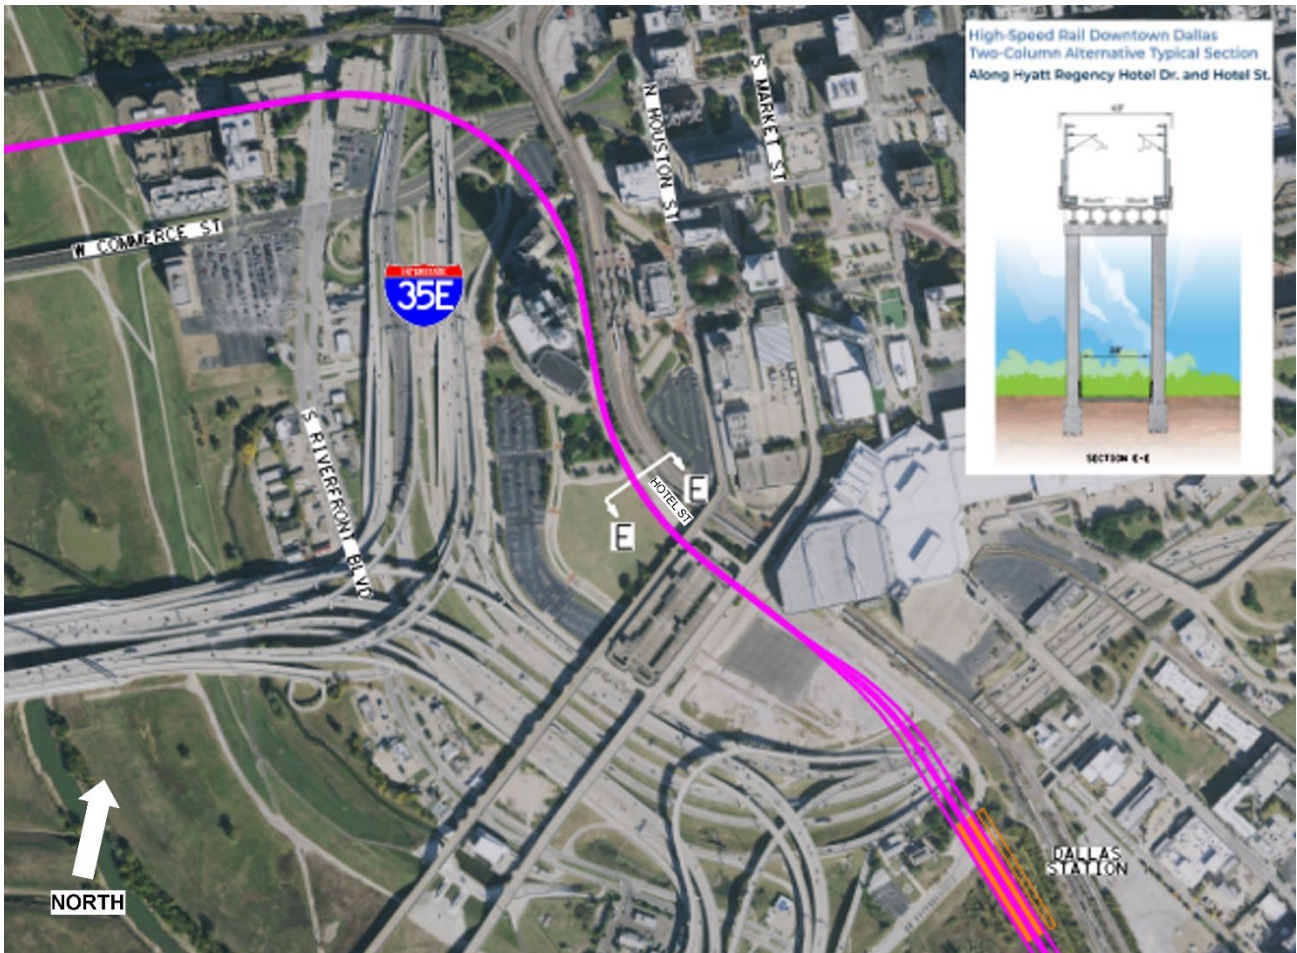 High-Speed Rail Downtown Dallas
Two-Column Alternative Typical Section
Along Hyatt Regency Hotel Dr. and Hotel St.
SECTION E-E
N HOUSTON ST
S MARKET ST
W COMMERCE ST
INTERSTATE
35E
S RIVERFRONT BLVD
HOTEL ST
E
E
DALLAS
STATION
NORTH